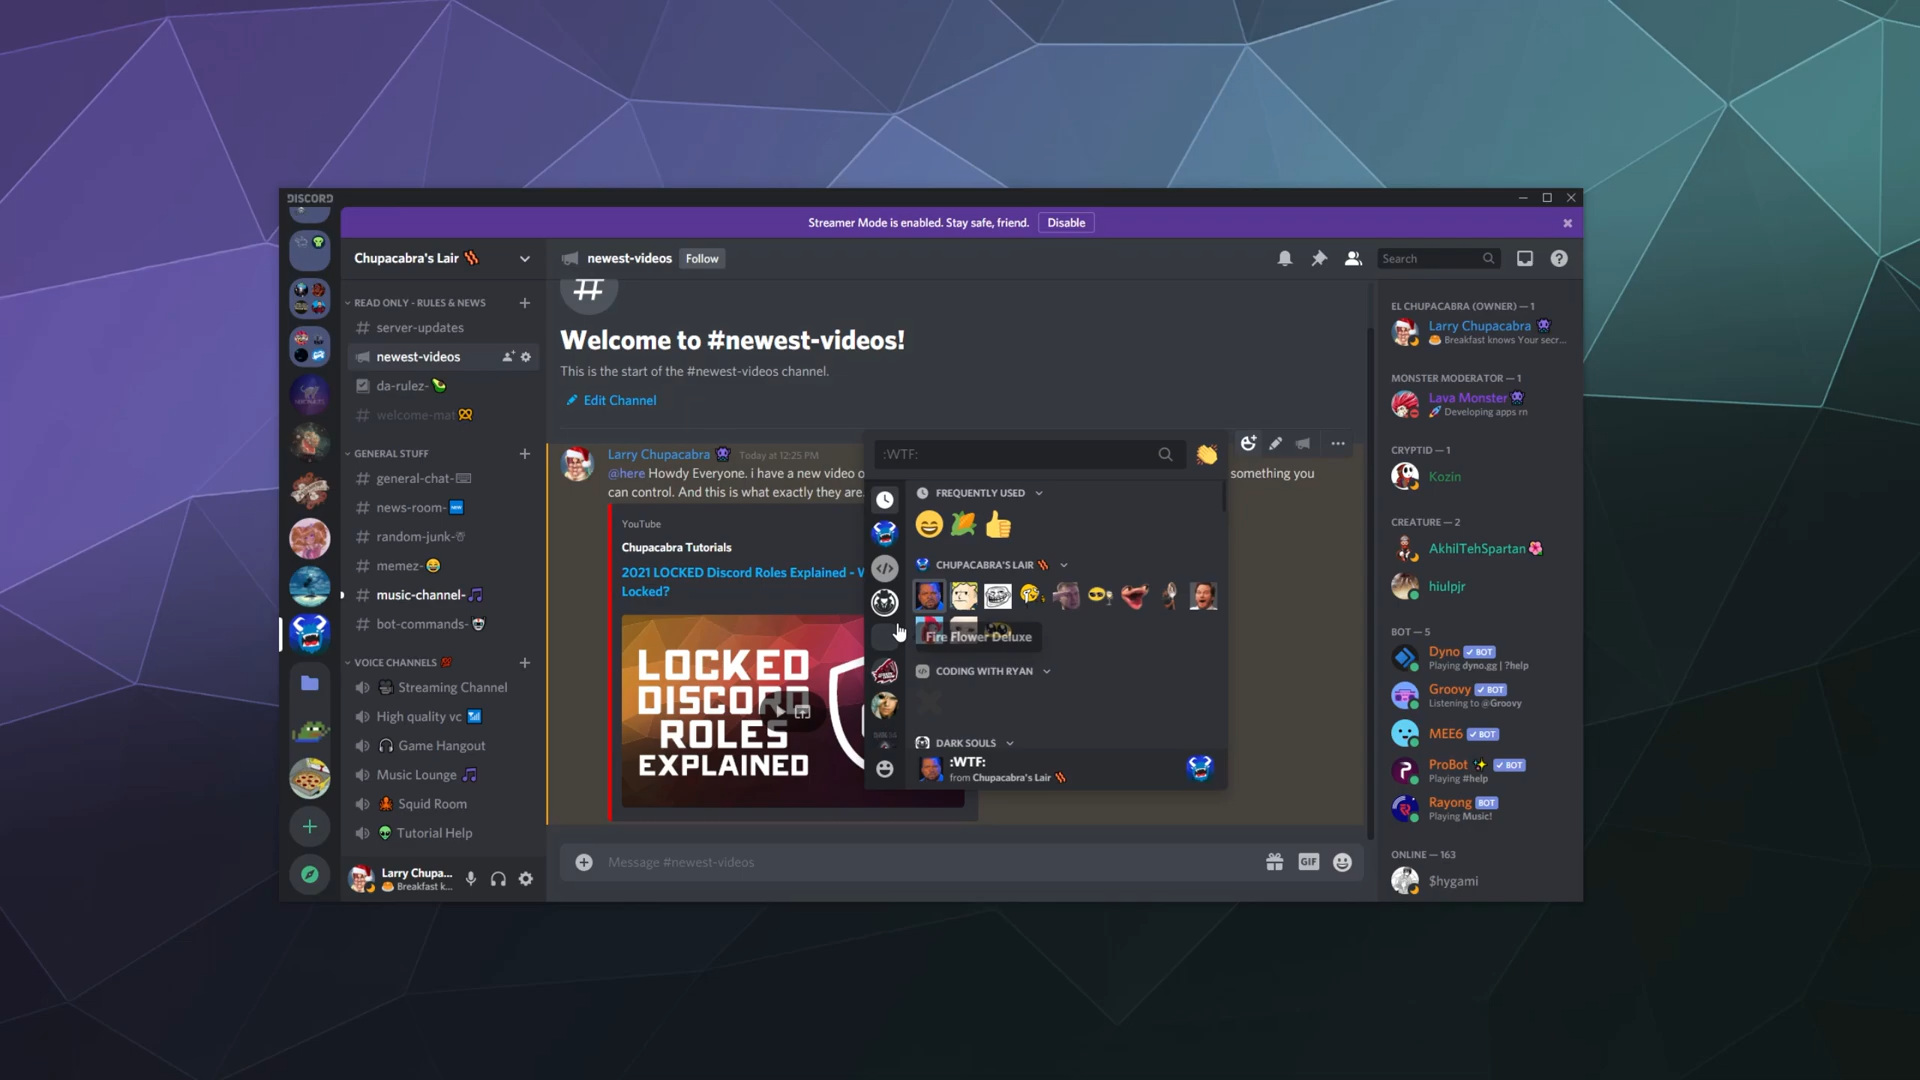 DISCORD
Streamer Mode is enabled. Stay safe, friend. Disable
Chupacabra's Lair
newest-videos Follow
Search
READ ONLY - RULES & NEWS
server-updates
newest-videos
da-rulez-
welcome-mat
GENERAL STUFF
general-chat-
news-room-
random-junk-
memez-
music-channel-
bot-commands-
VOICE CHANNELS
Streaming Channel
High quality vc
Game Hangout
Music Lounge
Squid Room
Tutorial Help
Larry Chupa...
Breakfast k...
#
Welcome to #newest-videos!
This is the start of the #newest-videos channel.
Edit Channel
Larry Chupacabra Today at 12:25 PM
@here Howdy Everyone. i have a new video o
something you
can control. And this is what exactly they are.
YouTube
Chupacabra Tutorials
2021 LOCKED Discord Roles Explained -
Locked?
LOCKED
DISCORD
ROLES
EXPLAINED
:WTF:
FREQUENTLY USED
CHUPACABRA'S LAIR
Fire Flower Deluxe
CODING WITH RYAN
DARK SOULS
:WTF:
from Chupacabra's Lair
Message #newest-videos
GIF
EL CHUPACABRA (OWNER) — 1
Larry Chupacabra
Breakfast knows Your secr...
MONSTER MODERATOR — 1
Lava Monster
Developing apps rn
CRYPTID — 1
Kozin
CREATURE — 2
AkhilTehSpartan
hiulpjr
BOT — 5
Dyno BOT
Playing dyno.gg | ?help
Groovy BOT
Listening to @Groovy
MEE6 BOT
ProBot BOT
Playing #help
Rayong BOT
Playing Music!
ONLINE — 163
$hygami